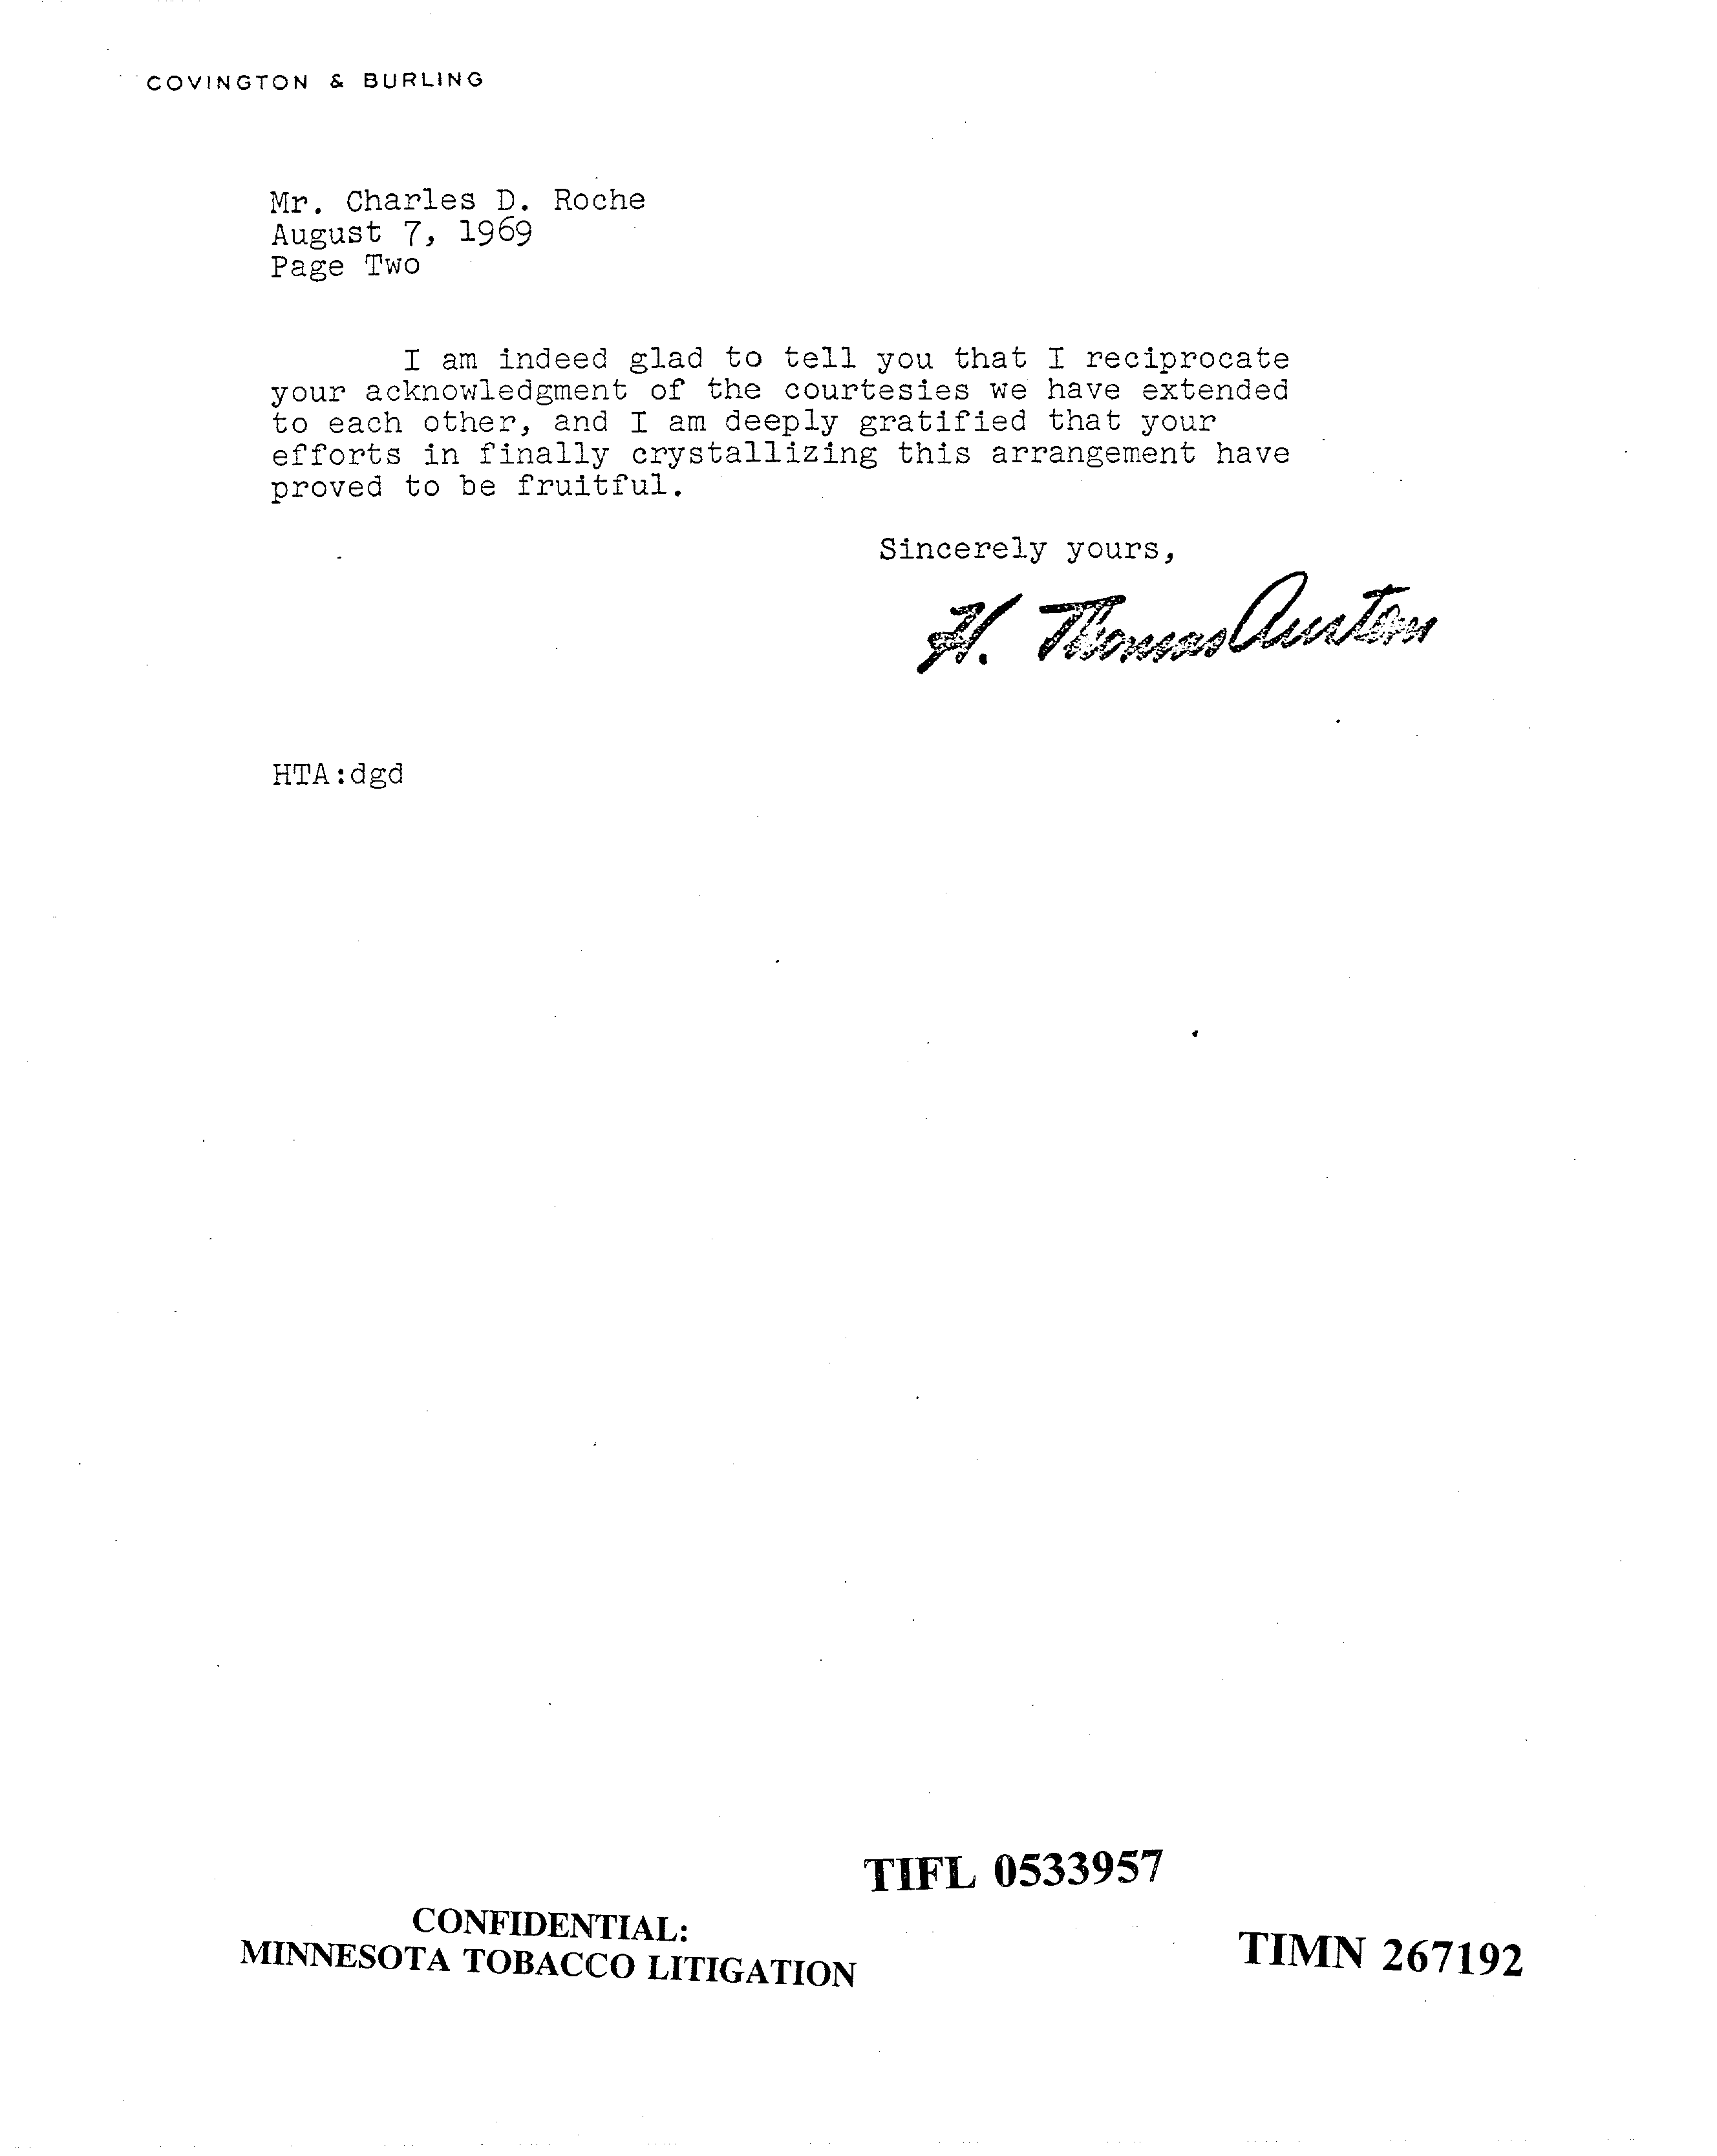 COVINGTON & BURLING
Mr. Charles D. Roche
August 7, 1969
Page Two
I am indeed glad to tell you that I reciprocate
your acknowledgment of the courtesies we have extended
to each other, and I am deeply gratified that your
efforts in finally crystallizing this arrangement have
proved to be fruitful.
Sincerely yours,
H. Thomas Austern
HTA:dgd
TIFL 0533957
CONFIDENTIAL:
MINNESOTA TOBACCO LITIGATION
TIMN 267192